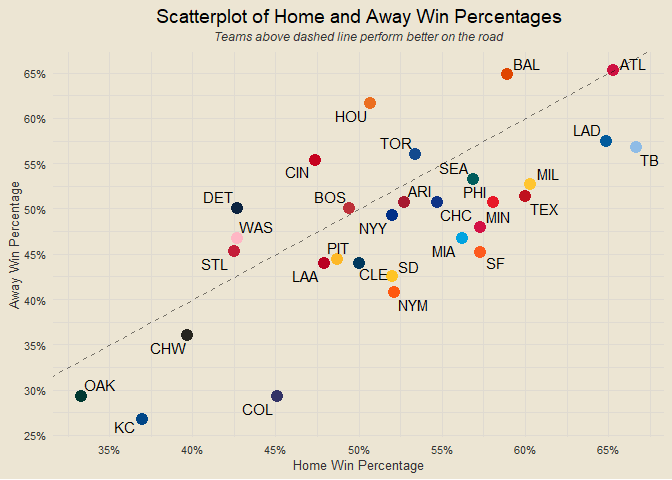 Scatterplot of Home and Away Win Percentages
Teams above dashed line perform better on the road
65%
60%
55%
50%
45%
40%
35%
30%
25%
Away Win Percentage
BAL
ATL
HOU
LAD
TOR
TB
CIN
SEA
MIL
DET
BOS
ARI
PHI
TEX
WAS
NYY
CHC
MIN
STL
PIT
MIA
SF
LAA
CLE
SD
NYM
CHW
OAK
COL
KC
35%
40%
45%
50%
55%
60%
65%
Home Win Percentage